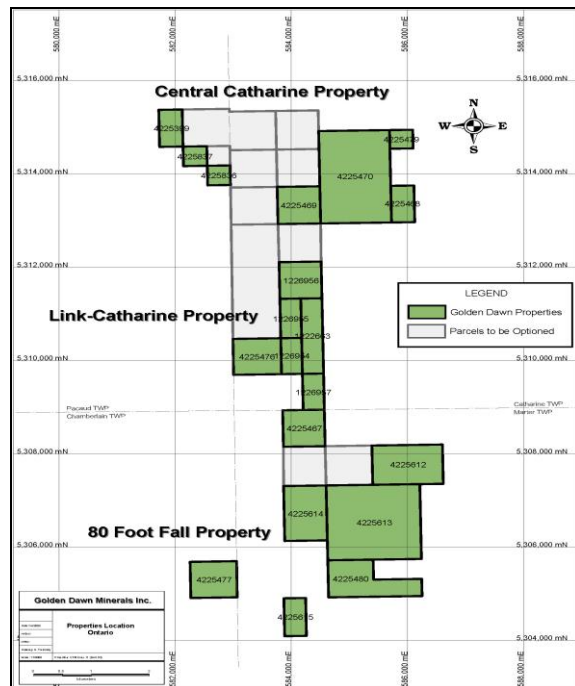 580,000 mE
582,000 mE
584,000 mE
586,000 mE
588,000 mE
5,316,000 mN
5,316,000 mN
Central Catharine Property
N
W E
S
4225479
4225837
4225836
4225470
5,314,000 mN
5,314,000 mN
4225469
4225468
5,312,000 mN
5,312,000 mN
1226956
LEGEND
Golden Dawn Properties
Parcels to be Optioned
Link-Catharine Property
1226955
1222663
4225476
1226954
5,310,000 mN
5,310,000 mN
1226957
Pacaud TWP
Chamberlain TWP
Catharine TWP
Marter TWP
4225467
5,308,000 mN
5,308,000 mN
4225612
4225614
4225613
80 Foot Fall Property
5,306,000 mN
5,306,000 mN
4225477
4225480
4225615
Golden Dawn Minerals Inc.
Properties Location
Ontario
5,304,000 mN
582,000 mE
584,000 mE
586,000 mE
588,000 mE